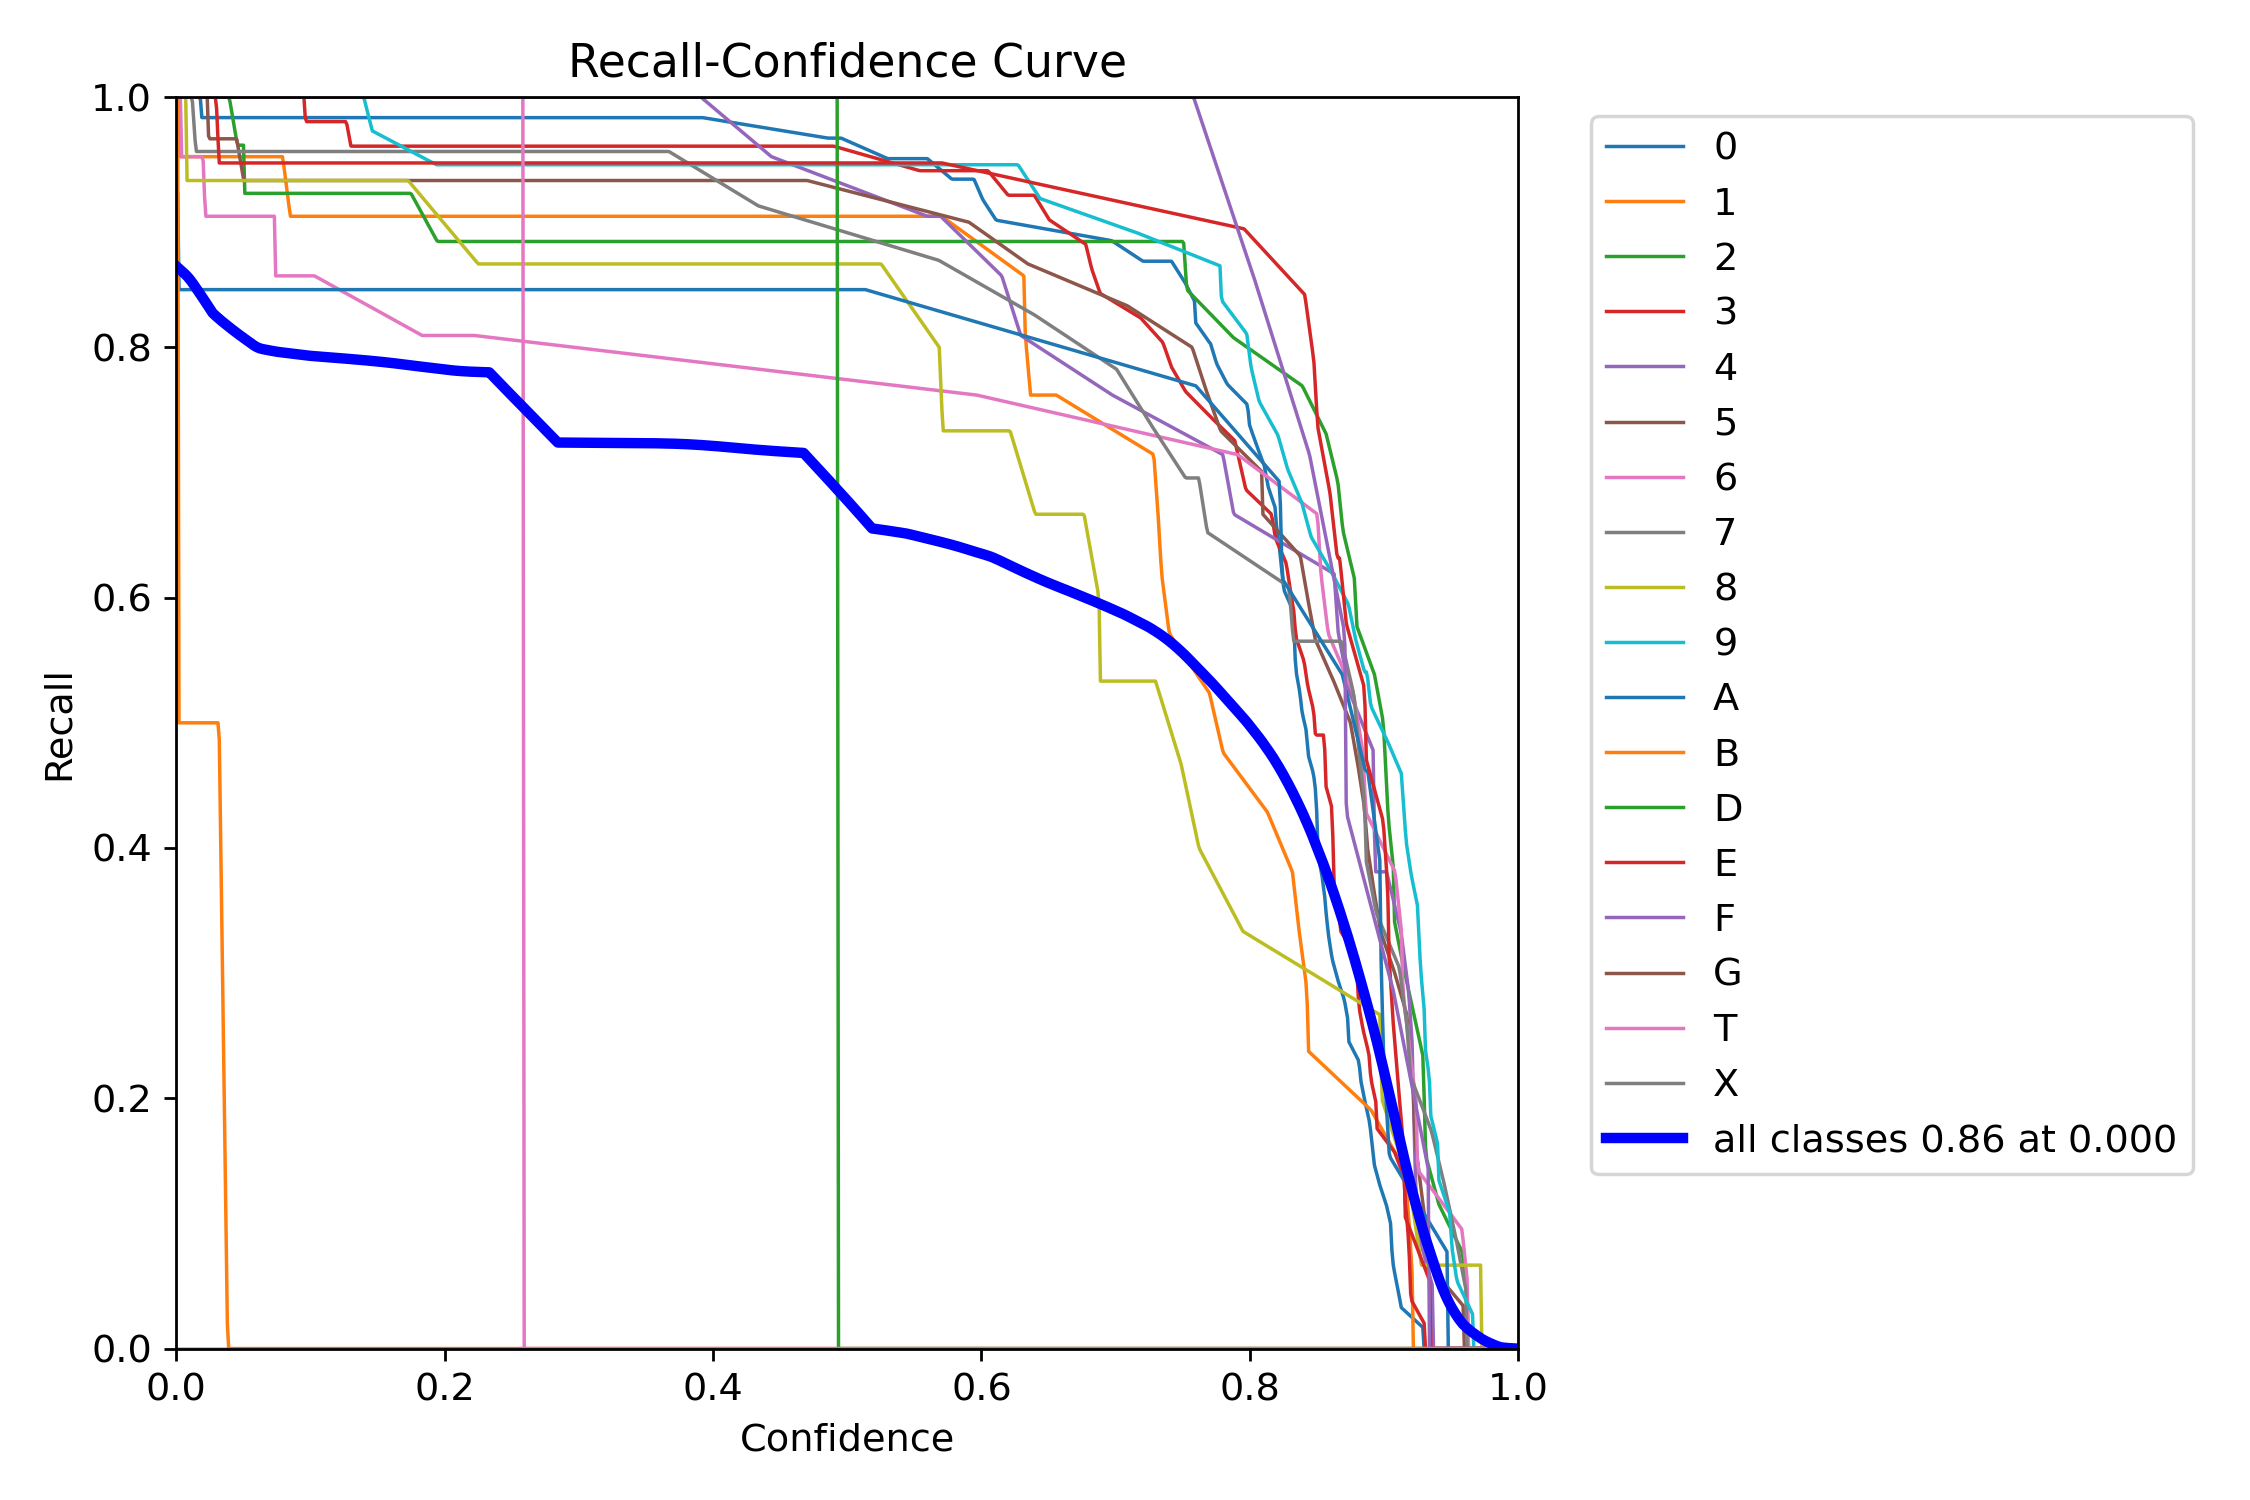 Recall-Confidence Curve
1.0
0.8
0.6
0.4
0.2
0.0
Recall
0.0 0.2 0.4 0.6 0.8 1.0
Confidence
0
1
2
3
4
5
6
7
8
9
A
B
D
E
F
G
T
X
all classes 0.86 at 0.000